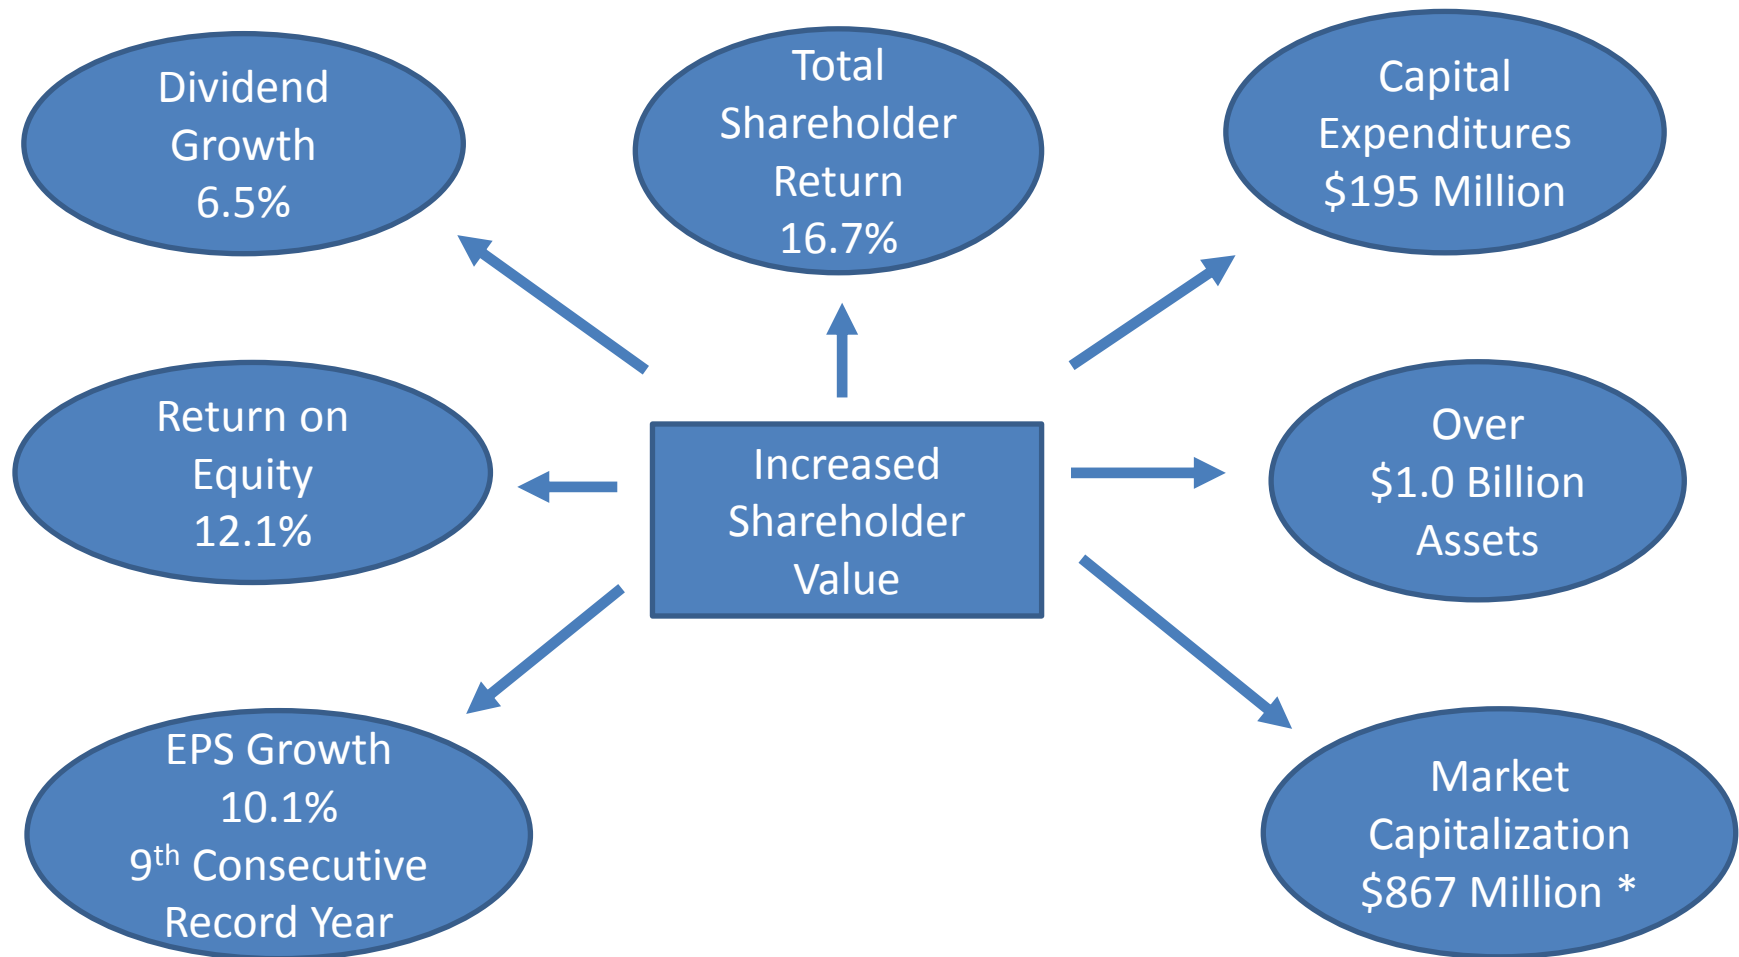 Dividend
Growth
6.5%
Total
Shareholder
Return
16.7%
Capital
Expenditures
$195 Million
Return on
Equity
12.1%
Increased
Shareholder
Value
Over
$1.0 Billion
Assets
EPS Growth
10.1%
9th Consecutive
Record Year
Market
Capitalization
$867 Million *